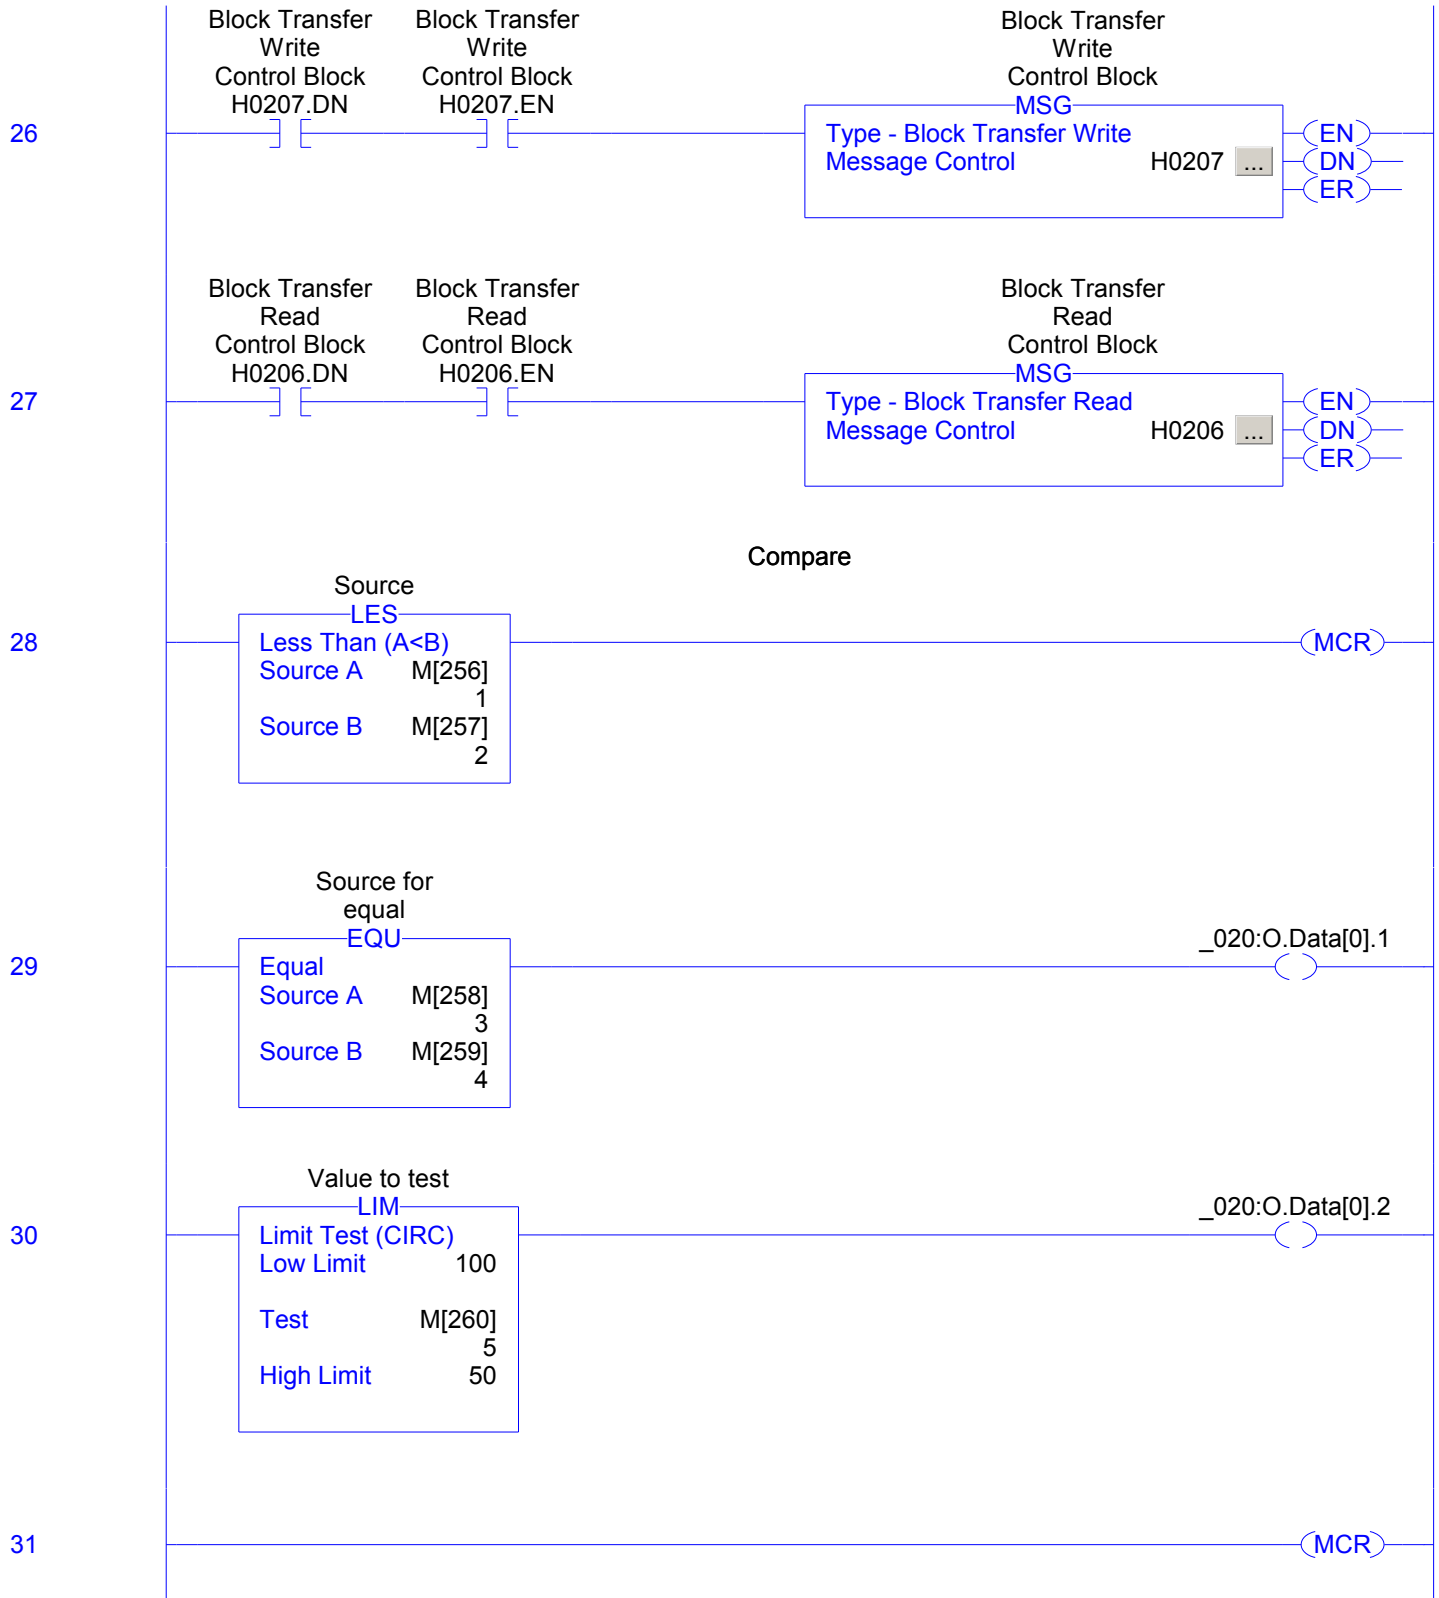 Block Transfer Block Transfer Block Transfer
Write Write Write
Control Block Control Block Control Block
H0207.DN H0207.EN MSG
26 Type - Block Transfer Write EN
Message Control H0207 ... DN
ER
Block Transfer Block Transfer Block Transfer
Read Read Read
Control Block Control Block Control Block
H0206.DN H0206.EN MSG
27 Type - Block Transfer Read EN
Message Control H0206 ... DN
ER
Compare
Source
LES
28 Less Than (A<B) MCR
Source A M[256]
1
Source B M[257]
2
Source for
equal
EQU _020:O.Data[0].1
29 Equal
Source A M[258]
3
Source B M[259]
4
Value to test
LIM _020:O.Data[0].2
30 Limit Test (CIRC)
Low Limit 100
Test M[260]
5
High Limit 50
31 MCR